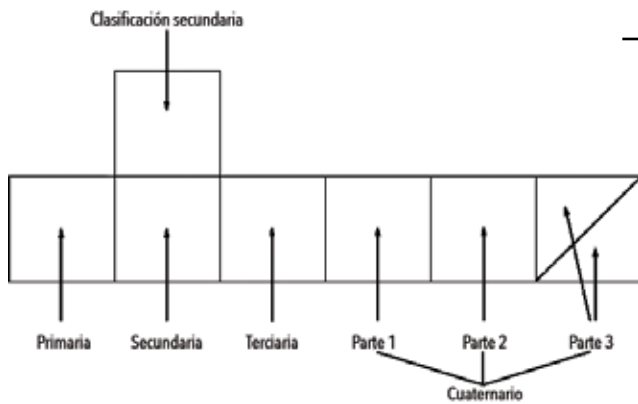 Clasificación secundaria
Primaria Secundaria Terciaria Parte 1 Parte 2 Parte 3
Cuaternario